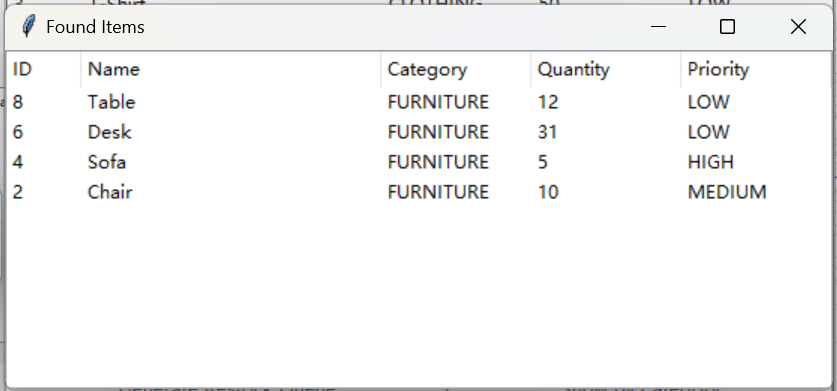 Found Items
ID Name Category Quantity Priority
8 Table FURNITURE 12 LOW
6 Desk FURNITURE 31 LOW
4 Sofa FURNITURE 5 HIGH
2 Chair FURNITURE 10 MEDIUM